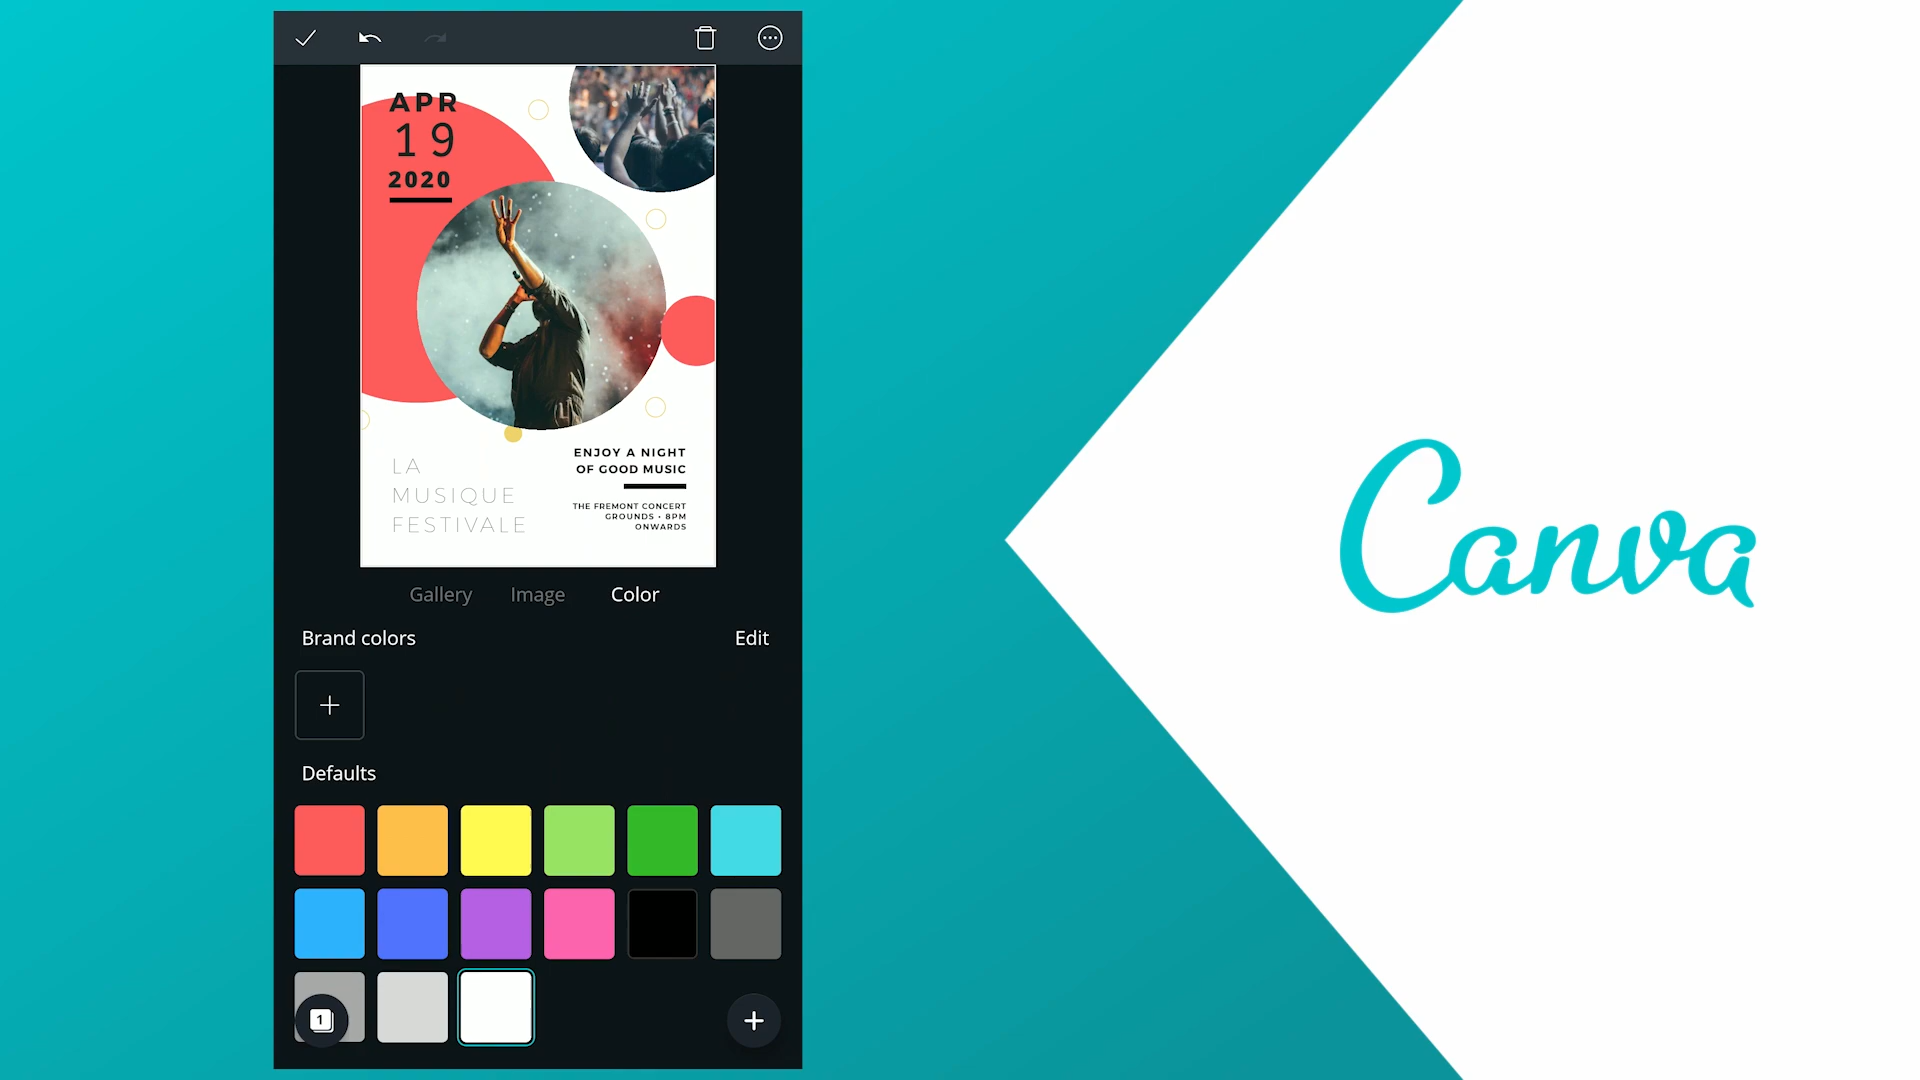 APR
19
2020
ENJOY A NIGHT
OF GOOD MUSIC
LA
MUSIQUE
FESTIVALE
THE FREMONT CONCERT
GROUNDS • 8PM
ONWARDS
Gallery Image Color
Brand colors Edit
Defaults
1
Canva